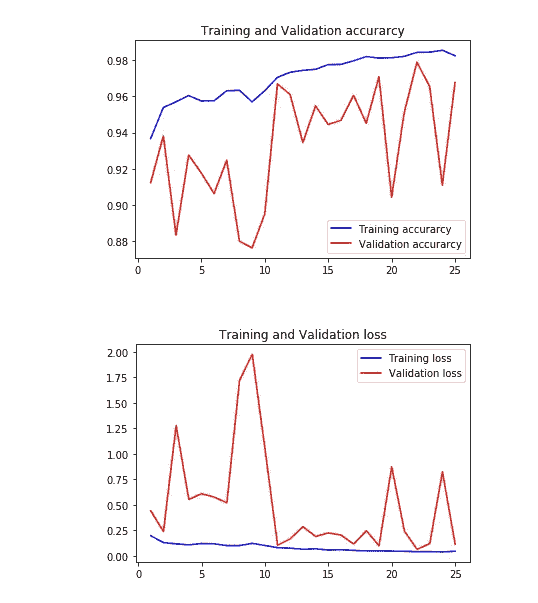 Training and Validation accurarcy
0.98
0.96
0.94
0.92
0.90
0.88
Training accurarcy
Validation accurarcy
0 5 10 15 20 25
Training and Validation loss
2.00
1.75
1.50
1.25
1.00
0.75
0.50
0.25
0.00
Training loss
Validation loss
0 5 10 15 20 25